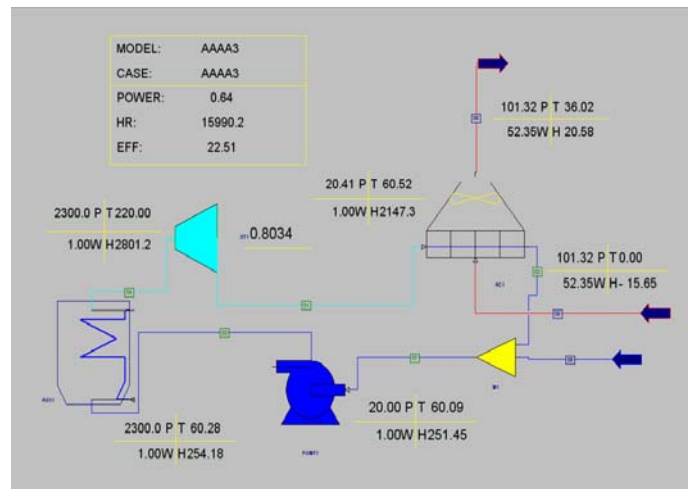 MODEL: AAAA3
CASE: AAAA3
POWER: 0.64
HR: 15990.2
EFF: 22.51
101.32 P T 36.02
52.35W H 20.58
20.41 P T 60.52
1.00W H2147.3
2300.0 P T 220.00
1.00W H2801.2
0.8034
101.32 P T0.00
52.35W H- 15.65
20.00 P T 60.09
1.00W H251.45
2300.0 P T 60.28
1.00W H254.18